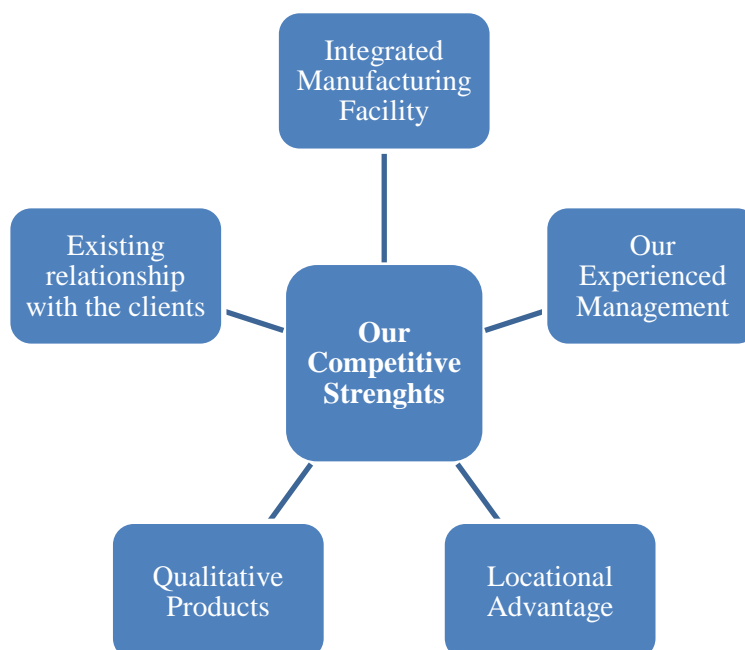 Integrated
Manufacturing
Facility
Existing
relationship
with the clients
Our
Experienced
Management
Our
Competitive
Strenghts
Qualitative
Products
Locational
Advantage